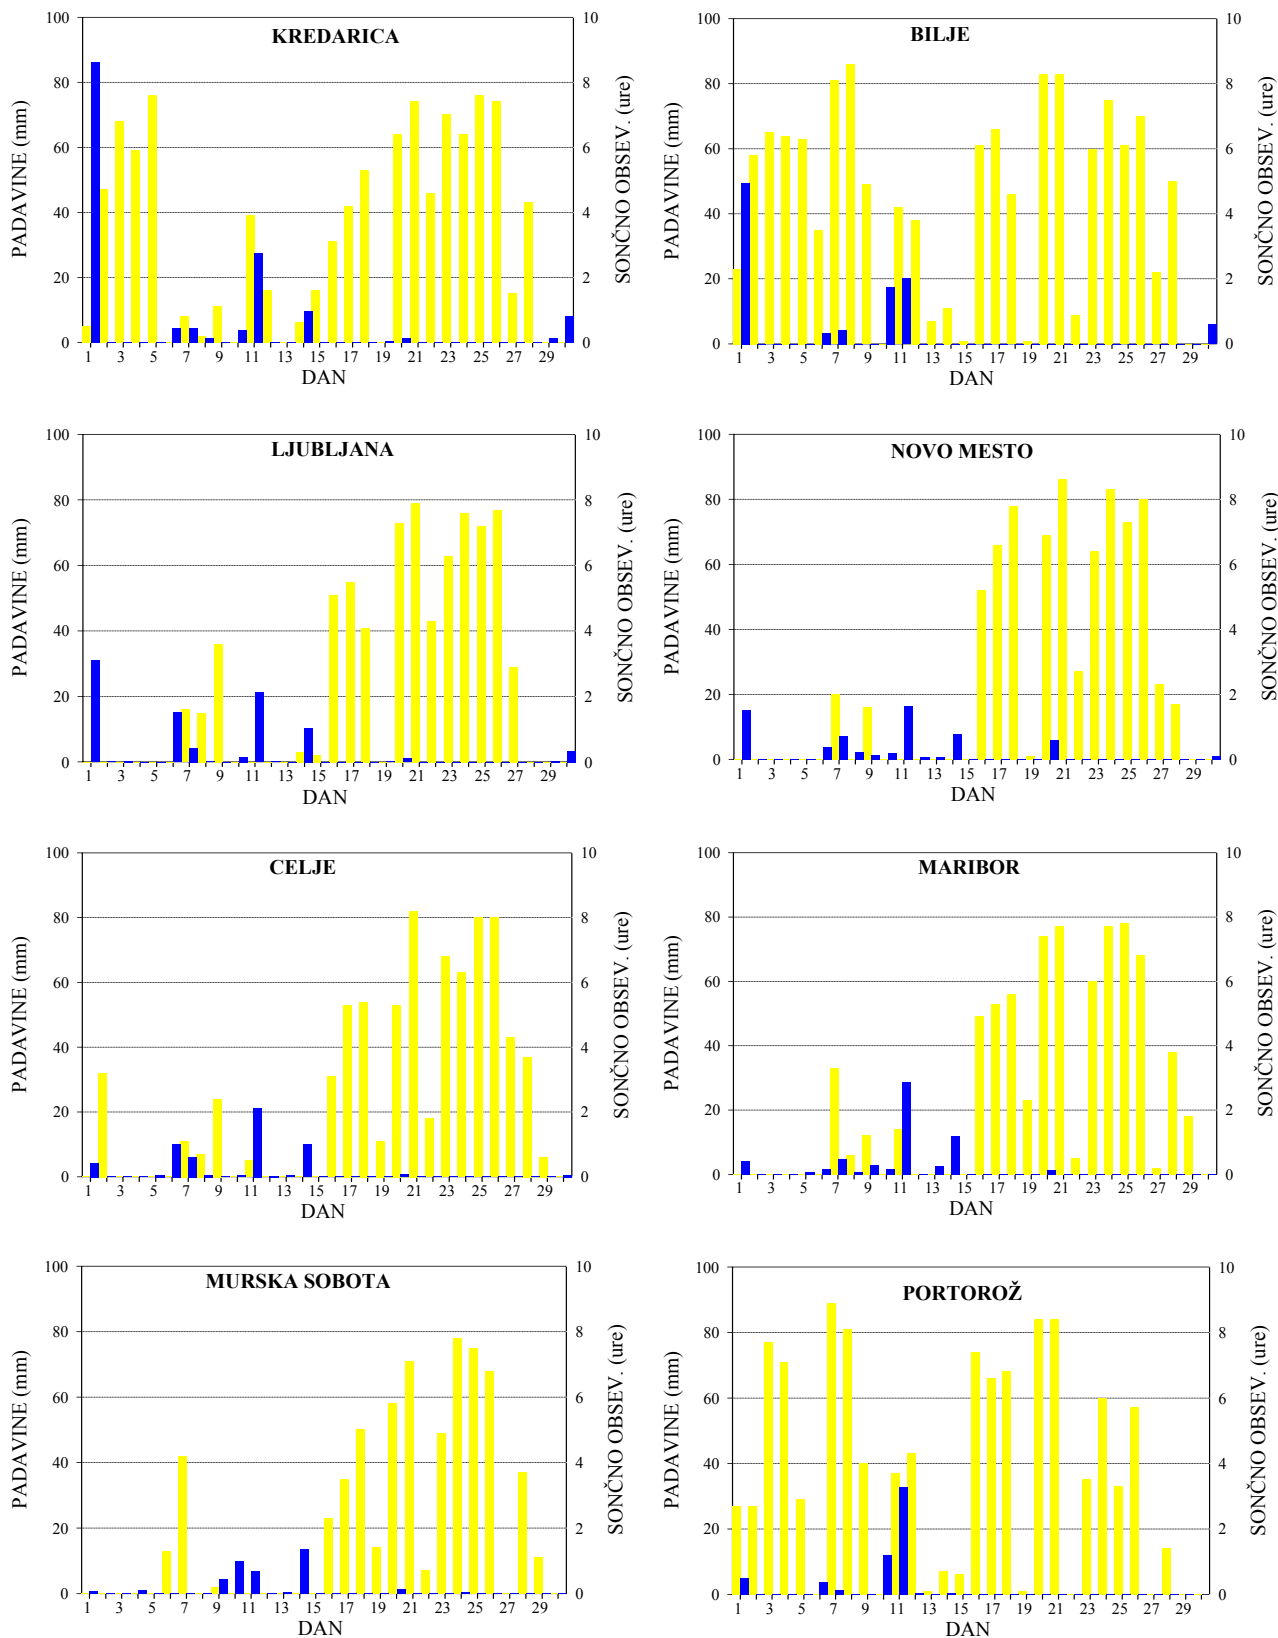 KREDARICA
100 80 60 40 20 0
PADAVINE (mm)
10 8 6 4 2 0
SONČNO OBSEV. (ure)
1 3 5 7 9 11 13 15 17 19 21 23 25 27 29
DAN
BILJE
100 80 60 40 20 0
PADAVINE (mm)
10 8 6 4 2 0
SONČNO OBSEV. (ure)
1 3 5 7 9 11 13 15 17 19 21 23 25 27 29
DAN
LJUBLJANA
100 80 60 40 20 0
PADAVINE (mm)
10 8 6 4 2 0
SONČNO OBSEV. (ure)
1 3 5 7 9 11 13 15 17 19 21 23 25 27 29
DAN
NOVO MESTO
100 80 60 40 20 0
PADAVINE (mm)
10 8 6 4 2 0
SONČNO OBSEV. (ure)
1 3 5 7 9 11 13 15 17 19 21 23 25 27 29
DAN
CELJE
100 80 60 40 20 0
PADAVINE (mm)
10 8 6 4 2 0
SONČNO OBSEV. (ure)
1 3 5 7 9 11 13 15 17 19 21 23 25 27 29
DAN
MARIBOR
100 80 60 40 20 0
PADAVINE (mm)
10 8 6 4 2 0
SONČNO OBSEV. (ure)
1 3 5 7 9 11 13 15 17 19 21 23 25 27 29
DAN
MURSKA SOBOTA
100 80 60 40 20 0
PADAVINE (mm)
10 8 6 4 2 0
SONČNO OBSEV. (ure)
1 3 5 7 9 11 13 15 17 19 21 23 25 27 29
DAN
PORTOROŽ
100 80 60 40 20 0
PADAVINE (mm)
10 8 6 4 2 0
SONČNO OBSEV. (ure)
1 3 5 7 9 11 13 15 17 19 21 23 25 27 29
DAN